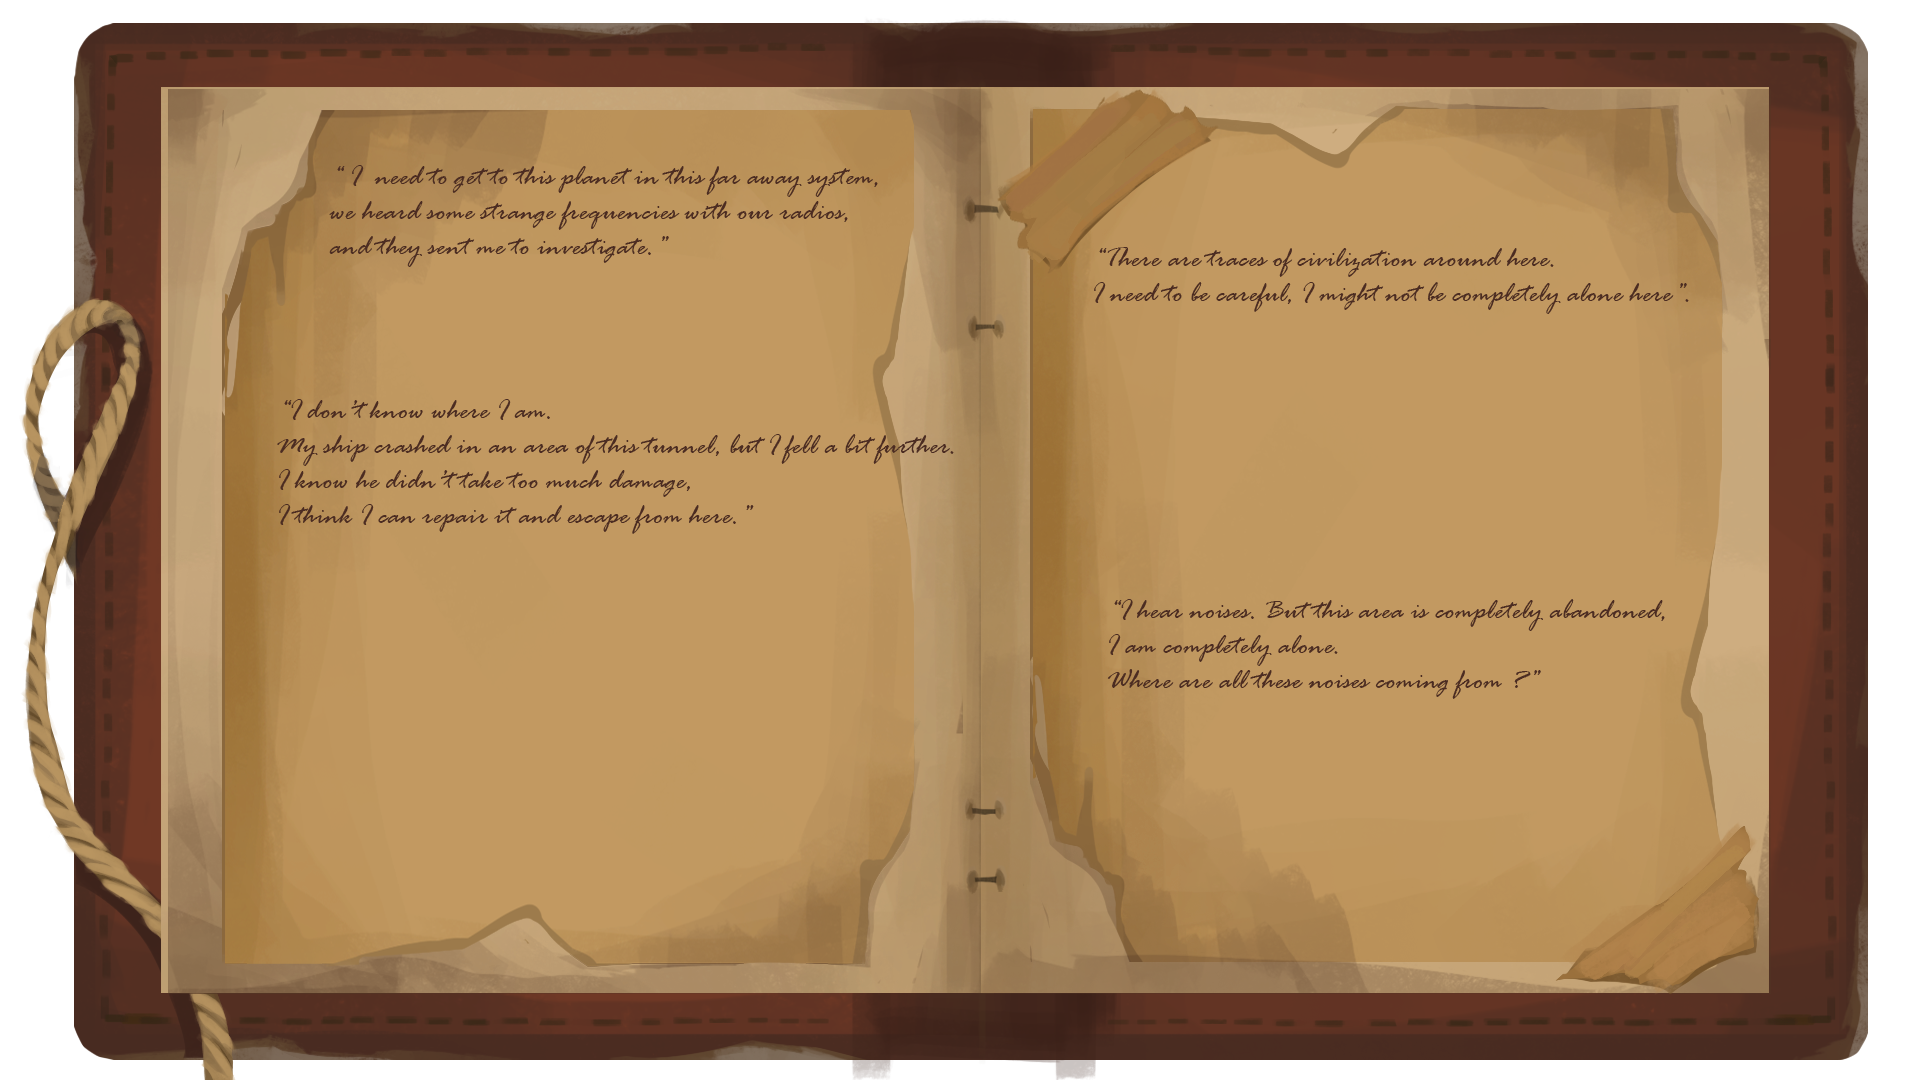 “ I need to get to this planet in this far away system,
we heard some strange frequencies with our radios,
and they sent me to investigate. ”
“I don't know where I am.
My ship crashed in an area of this tunnel, but I fell a bit further.
I know he didn't take too much damage,
I think I can repair it and escape from here. ”
“There are traces of civilization around here.
I need to be careful, I might not be completely alone here ”.
“I hear noises. But this area is completely abandoned,
I am completely alone.
Where are all these noises coming from ?”